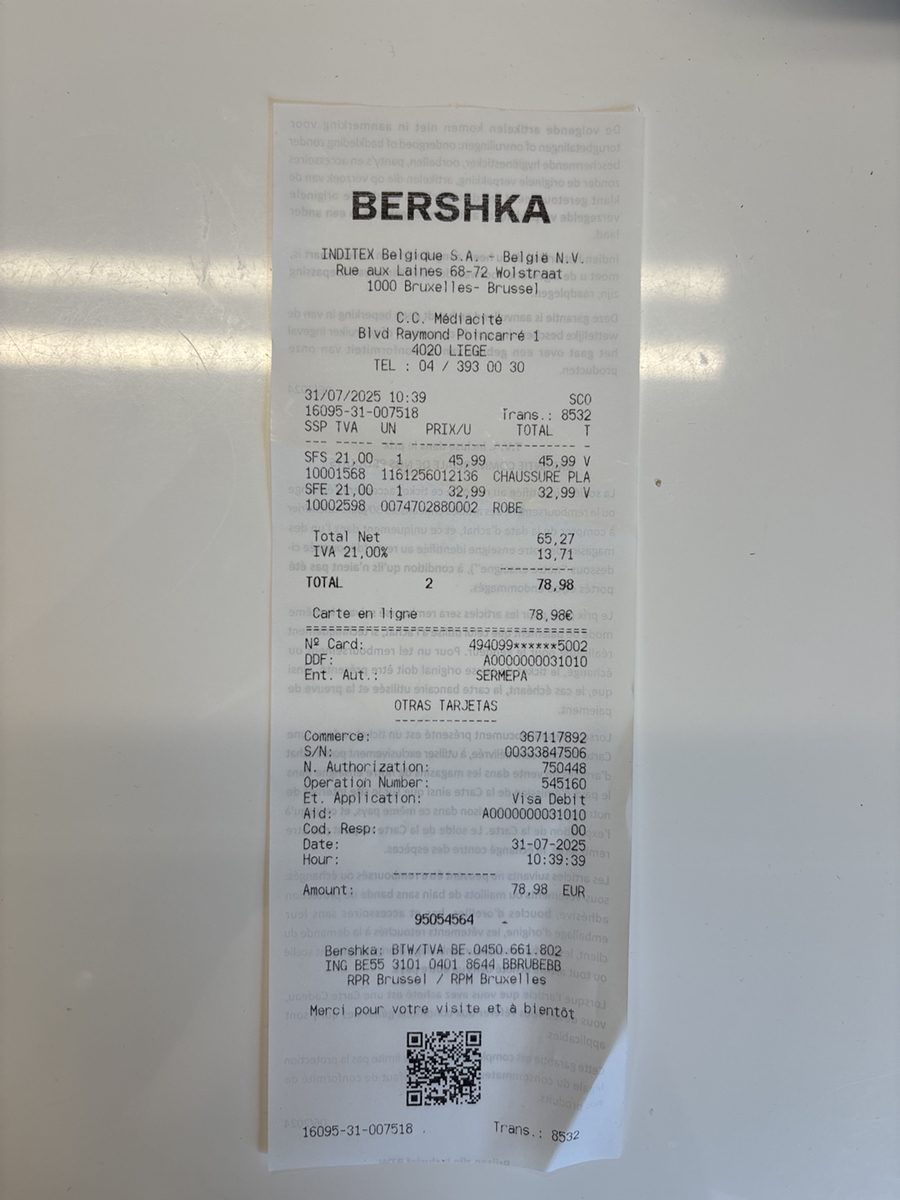 BERSHKA
INDITEX Belgique S.A. - België N.V.
Rue aux Laines 68-72 Wolstraat
1000 Bruxelles- Brussel
C.C. Médiacité
Blvd Raymond Poincarré 1
4020 LIEGE
TEL : 04 / 393 00 30
31/07/2025 10:39 SCO
16095-31-007518 Trans.: 8532
SSP TVA UN PRIX/U TOTAL T
--- --- -- --- ------- --------- -
SFS 21,00 1 45,99 45,99 V
10001568 1161256012136 CHAUSSURE PLA
SFE 21,00 1 32,99 32,99 V
10002598 0074702880002 ROBE
Total Net 65,27
IVA 21,00% 13,71
----------
TOTAL 2 78,98
Carte en ligne 78,98€
======================================
Nº Card: 494099******5002
DDF: A0000000031010
Ent. Aut.: SERMEPA
OTRAS TARJETAS
--------------
Commerce: 367117892
S/N: 00333847506
N. Authorization: 750448
Operation Number: 545160
Et. Application: Visa Debit
Aid: A0000000031010
Cod. Resp: 00
Date: 31-07-2025
Hour: 10:39:39
--------------
Amount: 78,98 EUR
95054564 -
Bershka: BTW/TVA BE.0450.661.802
ING BE55 3101 0401 8644 BBRUBEBB
RPR Brussel / RPM Bruxelles
Merci pour votre visite et à bientôt
16095-31-007518 Trans.: 8532